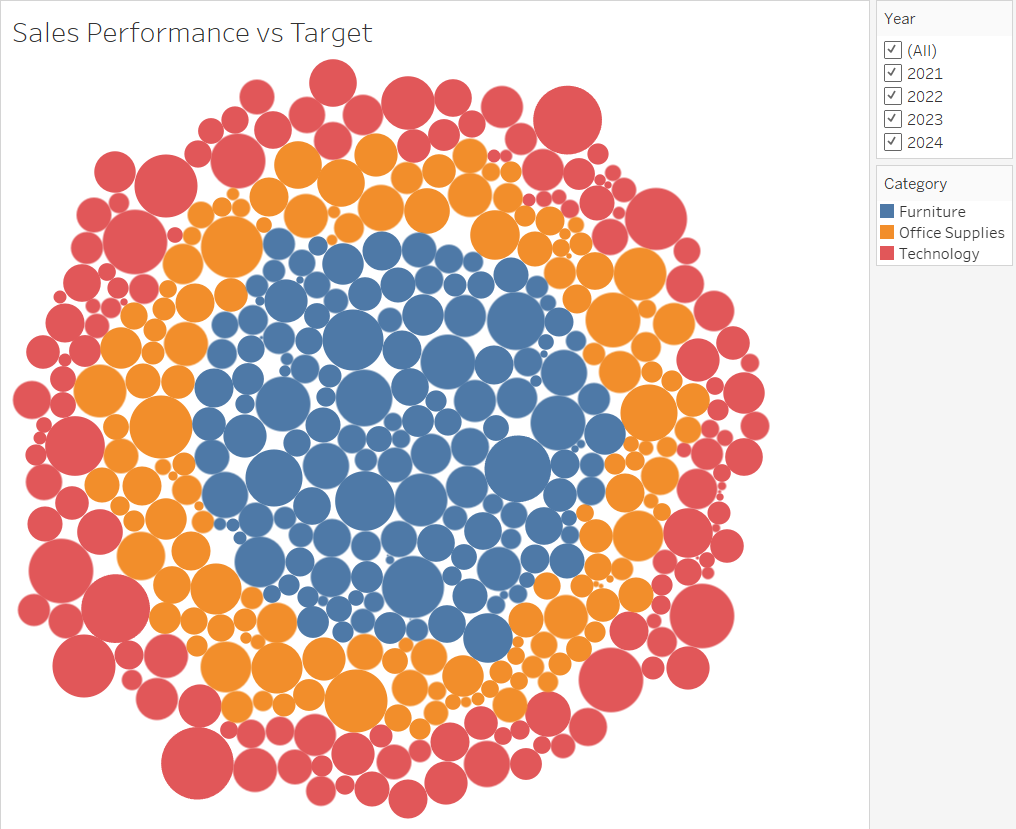 Sales Performance vs Target
Year
(All)
2021
2022
2023
2024
Category
Furniture
Office Supplies
Technology